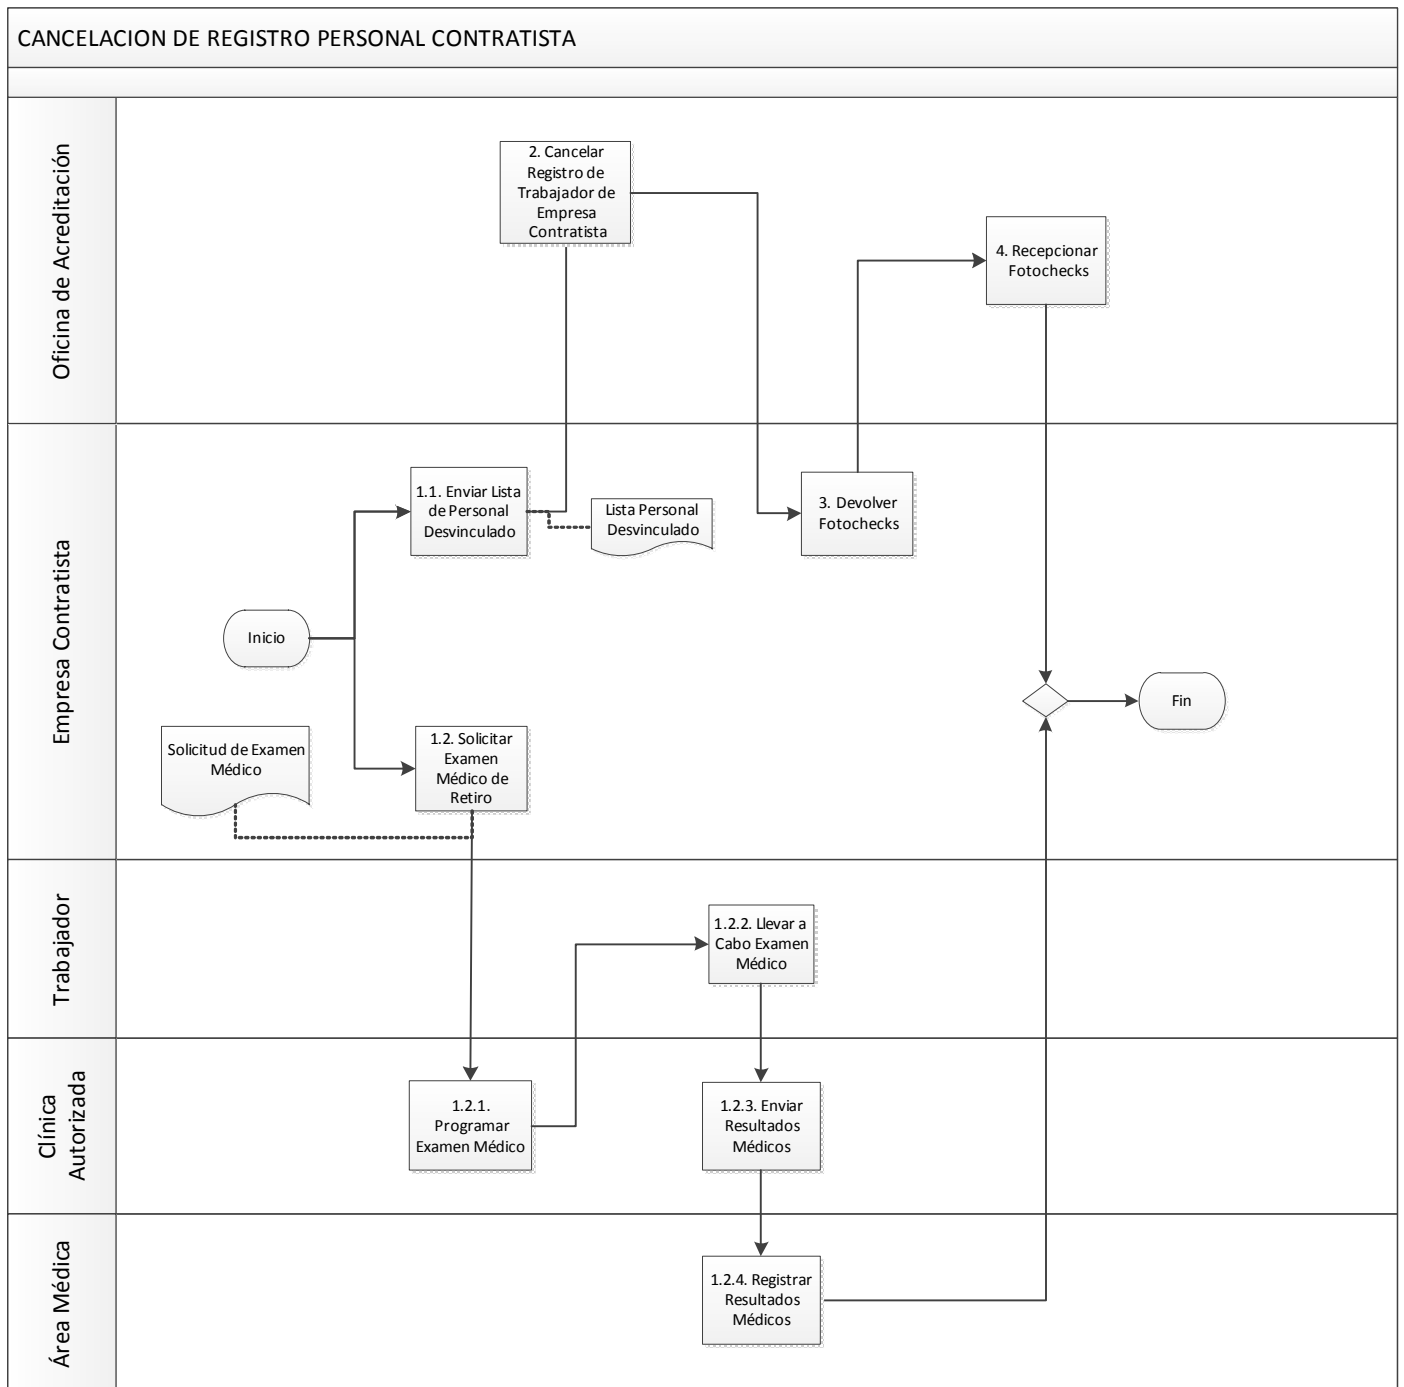 CANCELACION DE REGISTRO PERSONAL CONTRATISTA
Oficina de Acreditación
2. Cancelar
Registro de
Trabajador de
Empresa
Contratista
4. Recepcionar
Fotochecks
Empresa Contratista
1.1. Enviar Lista
de Personal
Desvinculado
Lista Personal
Desvinculado
3. Devolver
Fotochecks
Inicio
Solicitud de Examen
Médico
1.2. Solicitar
Examen
Médico de
Retiro
Fin
Trabajador
1.2.2. Llevar a
Cabo Examen
Médico
Clínica
Autorizada
1.2.1.
Programar
Examen Médico
1.2.3. Enviar
Resultados
Médicos
Área Médica
1.2.4. Registrar
Resultados
Médicos